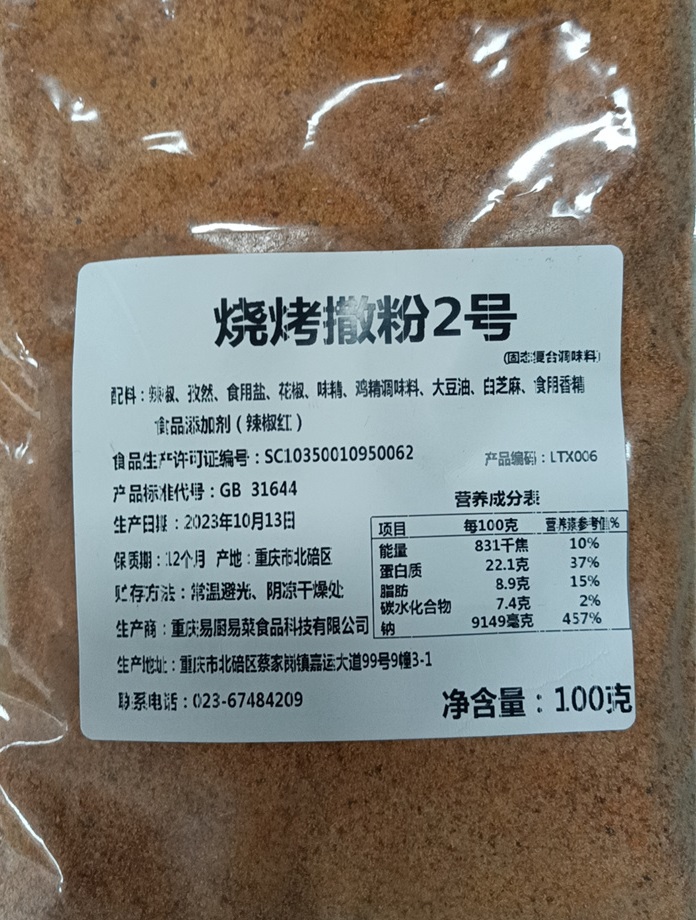 烧烤撒粉2号
(固态复合调味料)
配料：辣椒、孜然、食用盐、花椒、味精、鸡精调味料、大豆油、白芝麻、食用香精
食品添加剂（辣椒红）
食品生产许可证编号：SC10350010950062 产品编码：LTX006
产品标准代号：GB 31644
生产日期：2023年10月13日
保质期：12个月 产地：重庆市北碚区
贮存方法：常温避光、阴凉干燥处
生产商：重庆易厨易菜食品科技有限公司
营养成分表
项目 每100克 营养素参考值%
能量 831千焦 10%
蛋白质 22.1克 37%
脂肪 8.9克 15%
碳水化合物 7.4克 2%
钠 9149毫克 457%
生产地址：重庆市北碚区蔡家岗镇嘉运大道99号9幢3-1
联系电话：023-67484209
净含量：100克